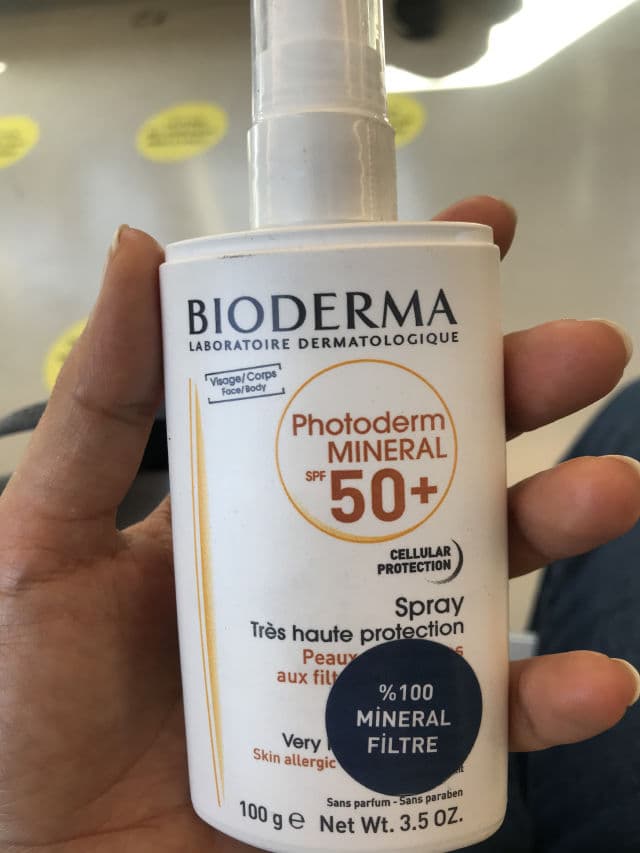 BIODERMA
LABORATOIRE DERMATOLOGIQUE
Visage/Corps
Face/Body
Photoderm
MINERAL
SPF 50+
CELLULAR
PROTECTION
Spray
Très haute protection
Peaux
aux
%100
MİNERAL
FİLTRE
Very
Skin allergic
Sans parfum - Sans paraben
100 g e Net Wt. 3.5 OZ.